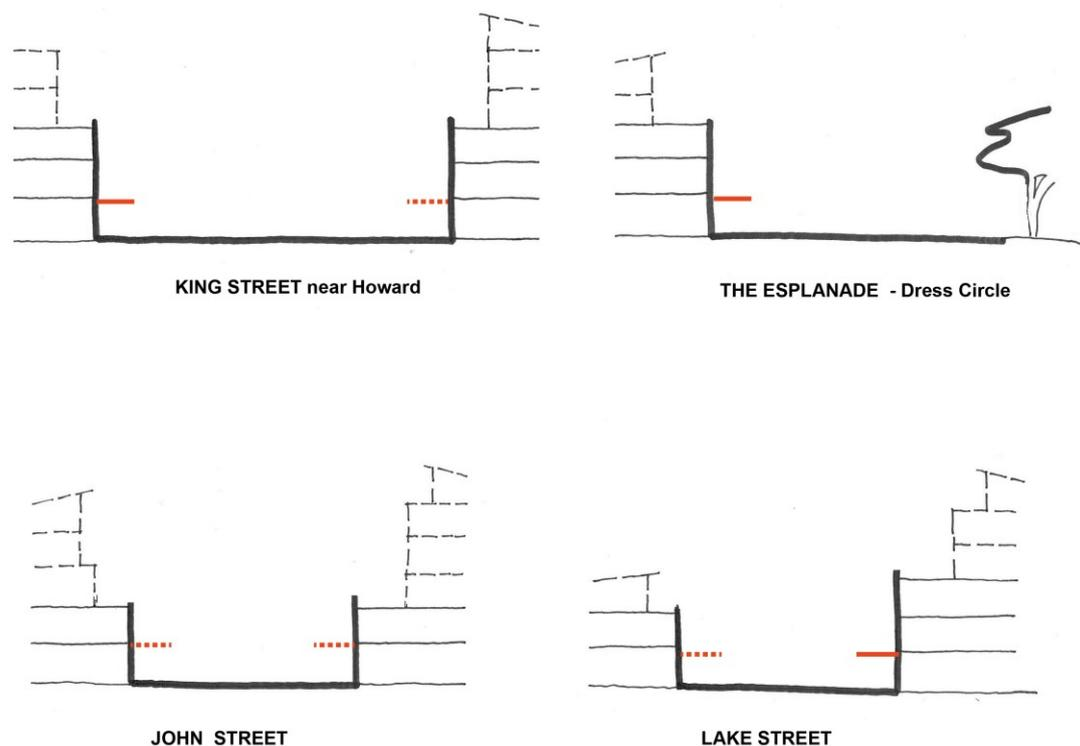 KING STREET near Howard
THE ESPLANADE - Dress Circle
JOHN STREET
LAKE STREET